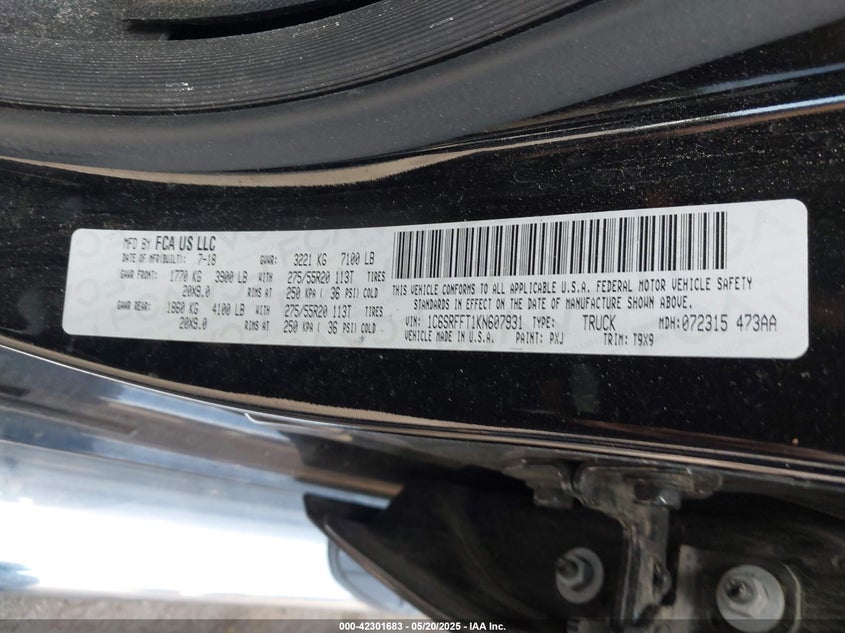 MFD BY FCA US LLC
DATE OF MFR(BUILT): 7-18 GVWR: 3221 KG 7100 LB
GAWR FRONT: 1770 KG 3900 LB WITH 275/55R20 113T TIRES
20X9.0 RIMS AT 250 KPA ( 36 PSI) COLD
GAWR REAR: 1860 KG 4100 LB WITH 275/55R20 113T TIRES
20X9.0 RIMS AT 250 KPA ( 36 PSI) COLD
THIS VEHICLE CONFORMS TO ALL APPLICABLE U.S.A. FEDERAL MOTOR VEHICLE SAFETY
STANDARDS IN EFFECT ON THE DATE OF MANUFACTURE SHOWN ABOVE.
VIN: 1C6SRFFT1KN607931 TYPE: TRUCK MDH:072315 473AA
VEHICLE MADE IN U.S.A. PAINT: PXJ TRIM: T9X9
000-42301683 - 05/20/2025 - IAA Inc.